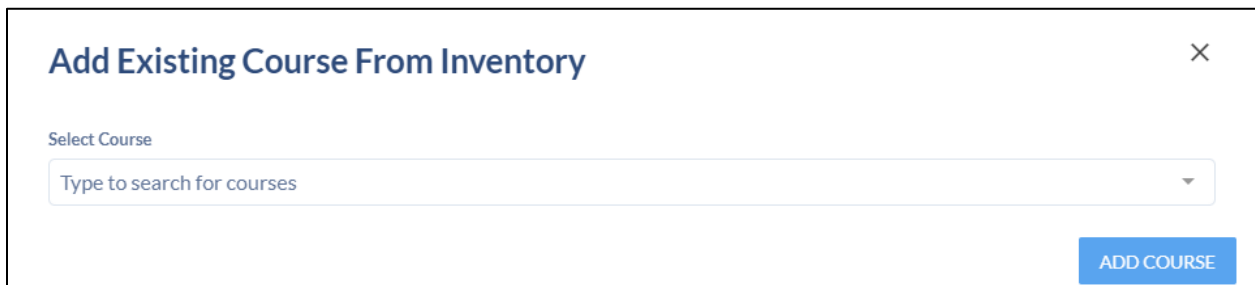 Add Existing Course From Inventory
Select Course
Type to search for courses
ADD COURSE